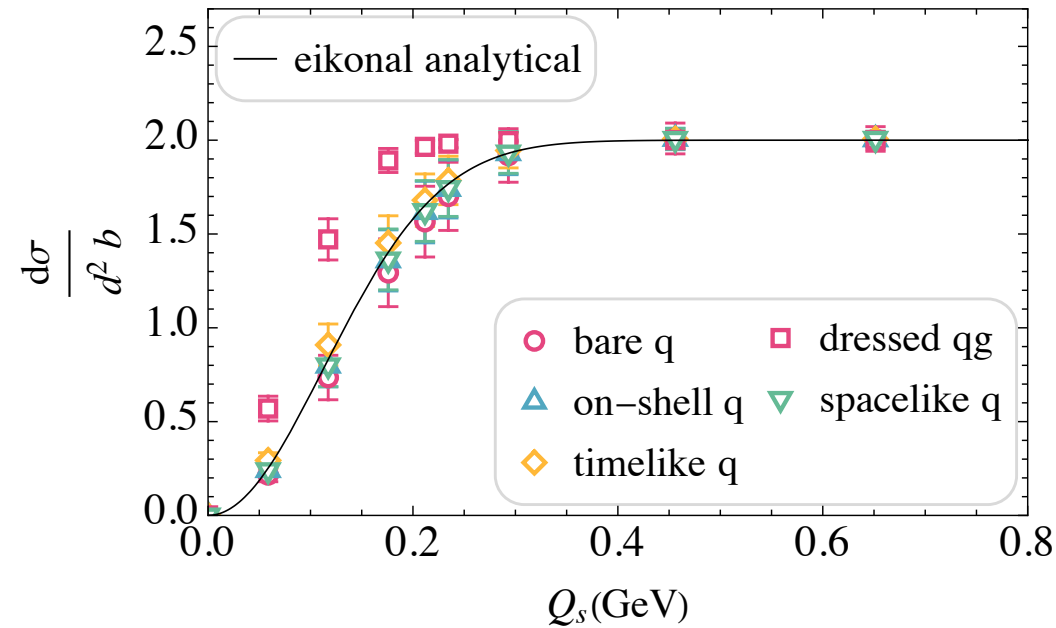 2.5
2.0
1.5
1.0
0.5
0.0
dσ
d² b
eikonal analytical
bare q
dressed qg
on-shell q
spacelike q
timelike q
0.0 0.2 0.4 0.6 0.8
Qₛ(GeV)